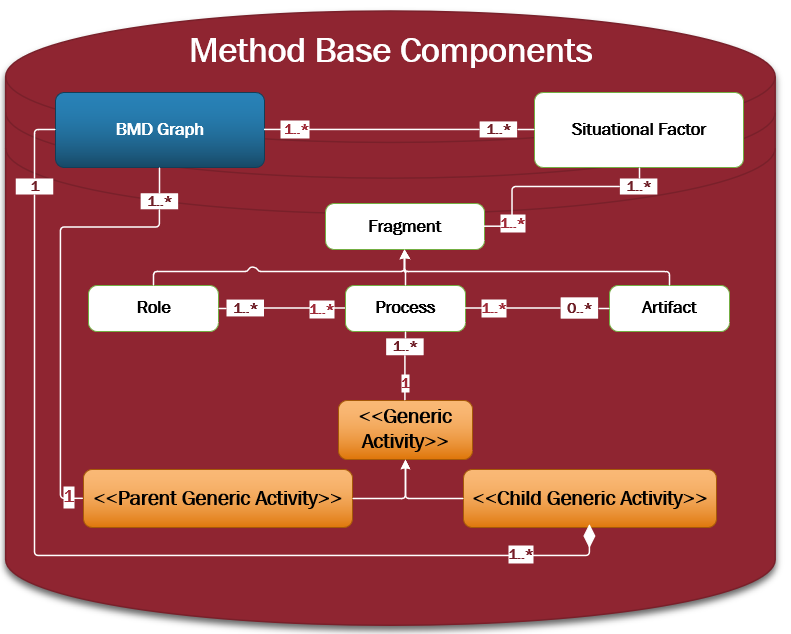 Method Base Components
BMD Graph
1..*
1..*
Situational Factor
1
1..*
1..*
Fragment
1..*
Role
1..*
1..*
Process
1..*
0..*
Artifact
1..*
1
<<Generic
Activity>>
1
<<Parent Generic Activity>>
<<Child Generic Activity>>
1..*